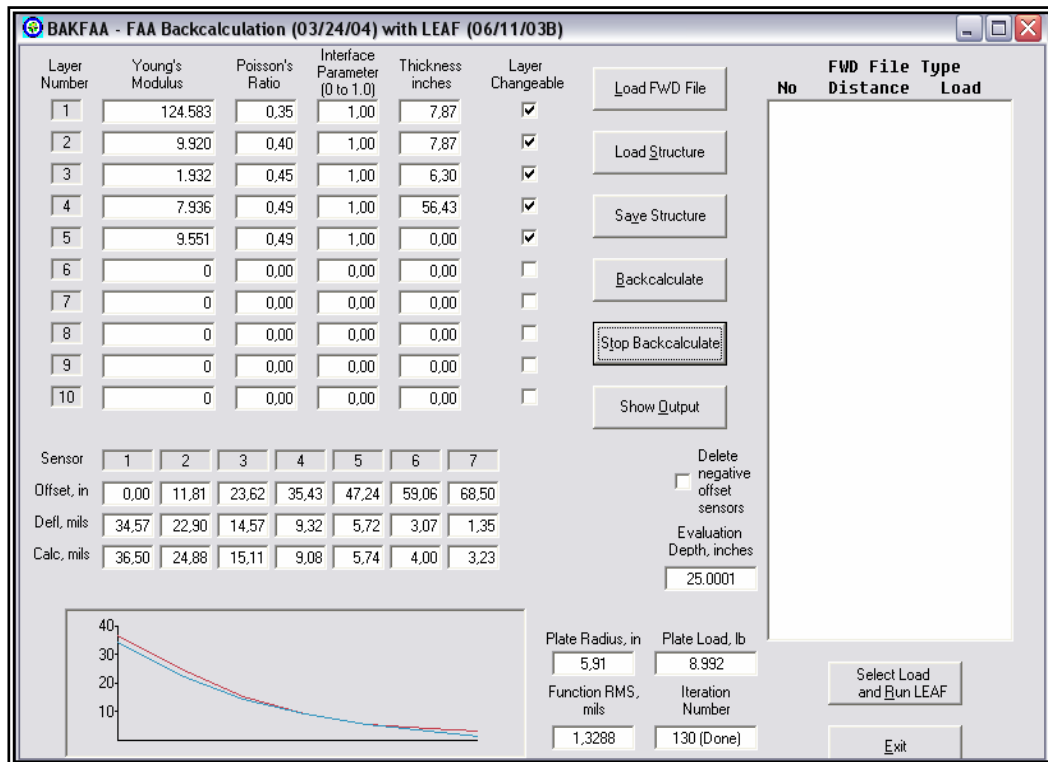 BAKFAA - FAA Backcalculation (03/24/04) with LEAF (06/11/03B)
Layer Number Young's Modulus Poisson's Ratio Interface Parameter (0 to 1.0) Thickness inches Layer Changeable
1 124.583 0,35 1,00 7,87
2 9.920 0,40 1,00 7,87
3 1.932 0,45 1,00 6,30
4 7.936 0,49 1,00 56,43
5 9.551 0,49 1,00 0,00
6 0 0,00 0,00 0,00
7 0 0,00 0,00 0,00
8 0 0,00 0,00 0,00
9 0 0,00 0,00 0,00
10 0 0,00 0,00 0,00
Load FWD File
Load Structure
Save Structure
Backcalculate
Stop Backcalculate
Show Output
FWD File Type
No Distance Load
Sensor 1 2 3 4 5 6 7
Offset, in 0,00 11,81 23,62 35,43 47,24 59,06 68,50
Defl, mils 34,57 22,90 14,57 9,32 5,72 3,07 1,35
Calc, mils 36,50 24,88 15,11 9,08 5,74 4,00 3,23
Delete
negative
offset
sensors
Evaluation
Depth, inches
25.0001
40
30
20
10
Plate Radius, in Plate Load, lb
5,91 8.992
Function RMS, mils Iteration Number
1,3288 130 (Done)
Select Load
and Run LEAF
Exit